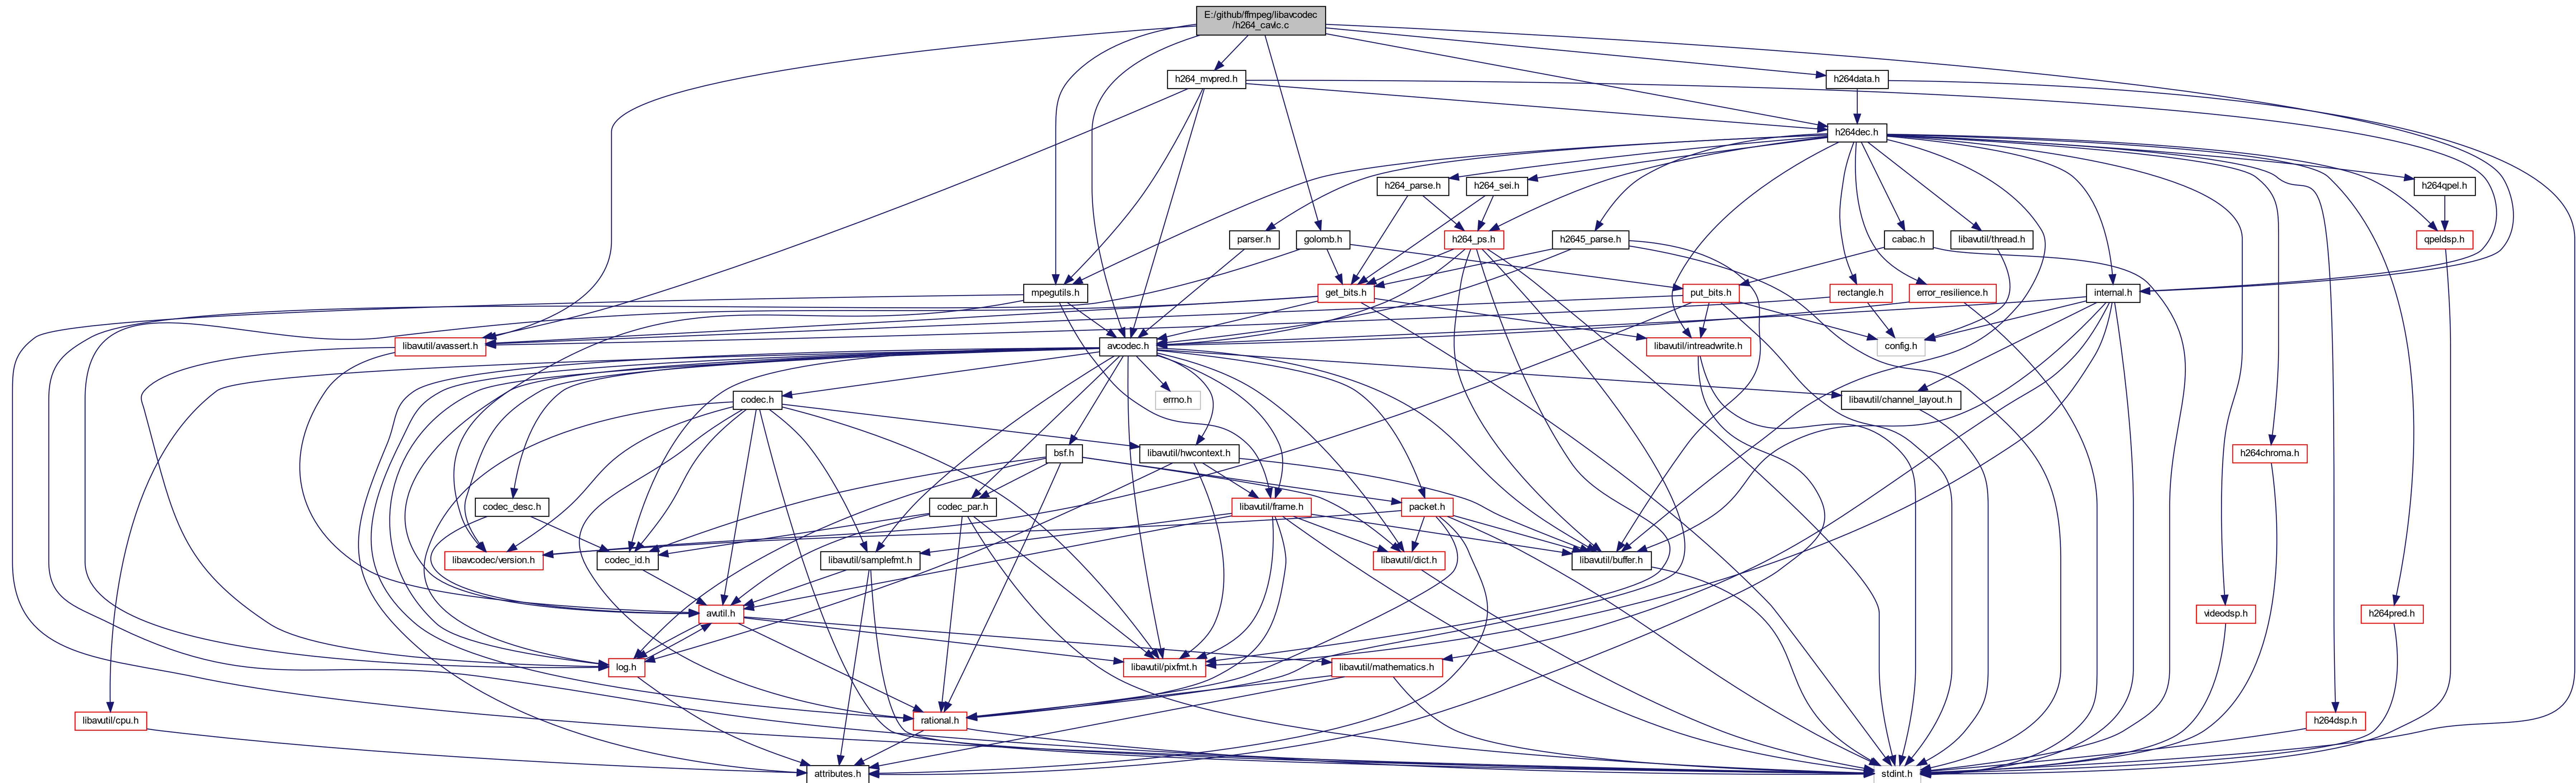 E:/github/ffmpeg/libavcodec
/h264_cavlc.c
h264_mvpred.h
h264data.h
h264dec.h
h264_parse.h
h264_sei.h
h264qpel.h
parser.h
golomb.h
h264_ps.h
h2645_parse.h
cabac.h
libavutil/thread.h
qpeldsp.h
mpegutils.h
get_bits.h
put_bits.h
rectangle.h
error_resilience.h
internal.h
libavutil/avassert.h
avcodec.h
libavutil/intreadwrite.h
config.h
codec.h
errno.h
libavutil/channel_layout.h
bsf.h
libavutil/hwcontext.h
h264chroma.h
codec_desc.h
codec_par.h
libavutil/frame.h
packet.h
libavcodec/version.h
codec_id.h
libavutil/samplefmt.h
libavutil/dict.h
libavutil/buffer.h
avutil.h
videodsp.h
h264pred.h
log.h
libavutil/pixfmt.h
libavutil/mathematics.h
libavutil/cpu.h
rational.h
h264dsp.h
attributes.h
stdint.h